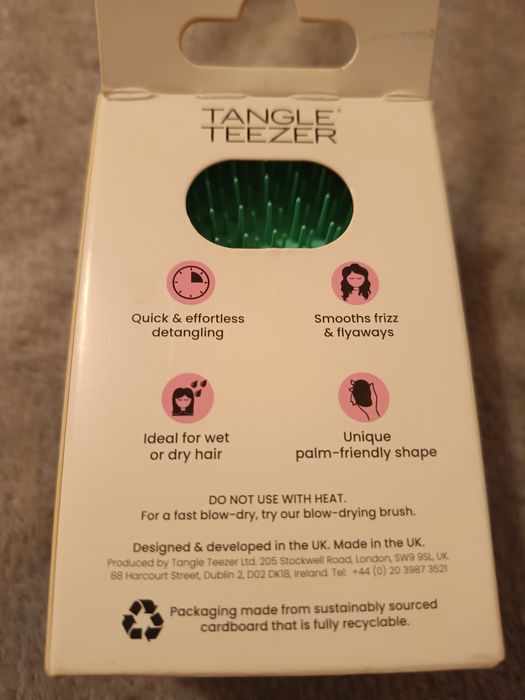 TANGLE
TEEZER
Quick & effortless
detangling
Smooths frizz
& flyaways
Ideal for wet
or dry hair
Unique
palm-friendly shape
DO NOT USE WITH HEAT.
For a fast blow-dry, try our blow-drying brush.
Designed & developed in the UK. Made in the UK.
Produced by Tangle Teezer Ltd. 205 Stockwell Road, London, SW9 9SL, UK.
88 Harcourt Street, Dublin 2, D02 DK18, Ireland. Tel: +44 (0) 20 3987 3521
Packaging made from sustainably sourced
cardboard that is fully recyclable.